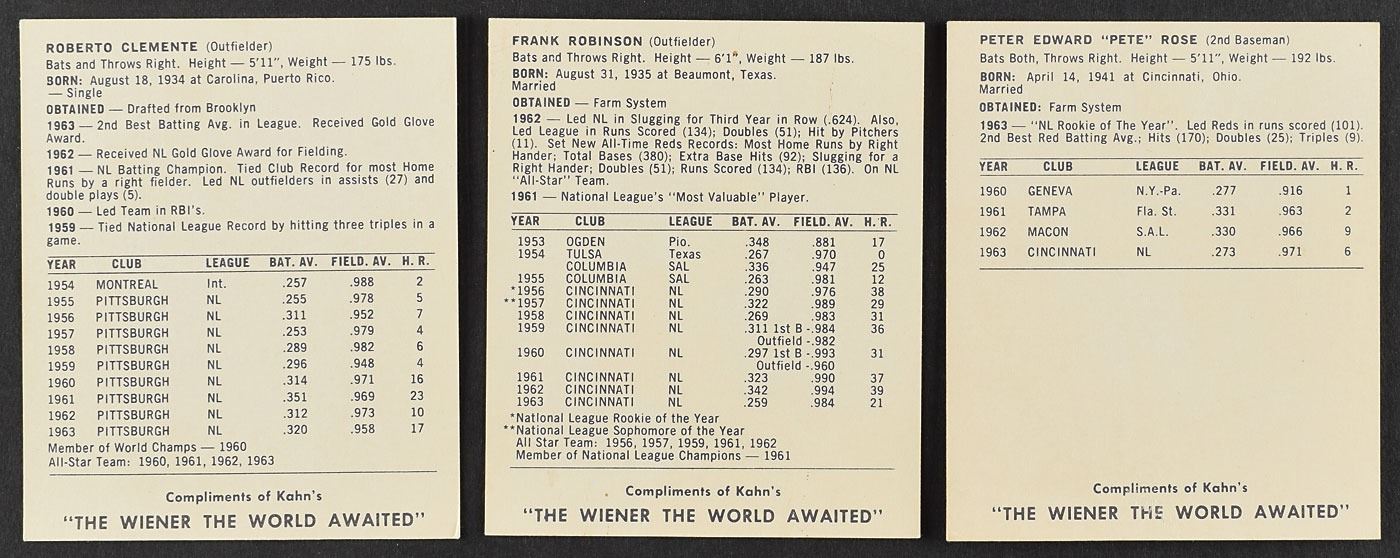 ROBERTO CLEMENTE (Outfielder)
Bats and Throws Right. Height — 5'11", Weight — 175 lbs.
BORN: August 18, 1934 at Carolina, Puerto Rico.
— Single
OBTAINED — Drafted from Brooklyn
1963 — 2nd Best Batting Avg. in League. Received Gold Glove
Award.
1962 — Received NL Gold Glove Award for Fielding.
1961 — NL Batting Champion. Tied Club Record for most Home
Runs by a right fielder. Led NL outfielders in assists (27) and
double plays (5).
1960 — Led Team in RBI's.
1959 — Tied National League Record by hitting three triples in a
game.
YEAR CLUB LEAGUE BAT. AV. FIELD. AV. H. R.
1954 MONTREAL Int. .257 .988 2
1955 PITTSBURGH NL .255 .978 5
1956 PITTSBURGH NL .311 .952 7
1957 PITTSBURGH NL .253 .979 4
1958 PITTSBURGH NL .289 .982 6
1959 PITTSBURGH NL .296 .948 4
1960 PITTSBURGH NL .314 .971 16
1961 PITTSBURGH NL .351 .969 23
1962 PITTSBURGH NL .312 .973 10
1963 PITTSBURGH NL .320 .958 17
Member of World Champs — 1960
All-Star Team: 1960, 1961, 1962, 1963
Compliments of Kahn's
"THE WIENER THE WORLD AWAITED"
FRANK ROBINSON (Outfielder)
Bats and Throws Right. Height — 6'1", Weight — 187 lbs.
BORN: August 31, 1935 at Beaumont, Texas.
Married
OBTAINED — Farm System
1962 — Led NL in Slugging for Third Year in Row (.624). Also,
Led League in Runs Scored (134); Doubles (51); Hit by Pitchers
(11). Set New All-Time Reds Records: Most Home Runs by Right
Hander; Total Bases (380); Extra Base Hits (92); Slugging for a
Right Hander; Doubles (51); Runs Scored (134); RBI (136). On NL
"All-Star" Team.
1961 — National League's "Most Valuable" Player.
YEAR CLUB LEAGUE BAT. AV. FIELD. AV. H. R.
1953 OGDEN Pio. .348 .881 17
1954 TULSA Texas .267 .970 0
COLUMBIA SAL .336 .947 25
1955 COLUMBIA SAL .263 .981 12
*1956 CINCINNATI NL .290 .976 38
**1957 CINCINNATI NL .322 .989 29
1958 CINCINNATI NL .269 .983 31
1959 CINCINNATI NL .311 1st B -.984 36
Outfield -.982
1960 CINCINNATI NL .297 1st B -.993 31
Outfield -.960
1961 CINCINNATI NL .323 .990 37
1962 CINCINNATI NL .342 .994 39
1963 CINCINNATI NL .259 .984 21
*National League Rookie of the Year
**National League Sophomore of the Year
All Star Team: 1956, 1957, 1959, 1961, 1962
Member of National League Champions — 1961
Compliments of Kahn's
"THE WIENER THE WORLD AWAITED"
PETER EDWARD "PETE" ROSE (2nd Baseman)
Bats Both, Throws Right. Height — 5'11", Weight — 192 lbs.
BORN: April 14, 1941 at Cincinnati, Ohio.
Married
OBTAINED: Farm System
1963 — "NL Rookie of The Year". Led Reds in runs scored (101).
2nd Best Red Batting Avg.; Hits (170); Doubles (25); Triples (9).
YEAR CLUB LEAGUE BAT. AV. FIELD. AV. H. R.
1960 GENEVA N.Y.-Pa. .277 .916 1
1961 TAMPA Fla. St. .331 .963 2
1962 MACON S.A.L. .330 .966 9
1963 CINCINNATI NL .273 .971 6
Compliments of Kahn's
"THE WIENER THE WORLD AWAITED"